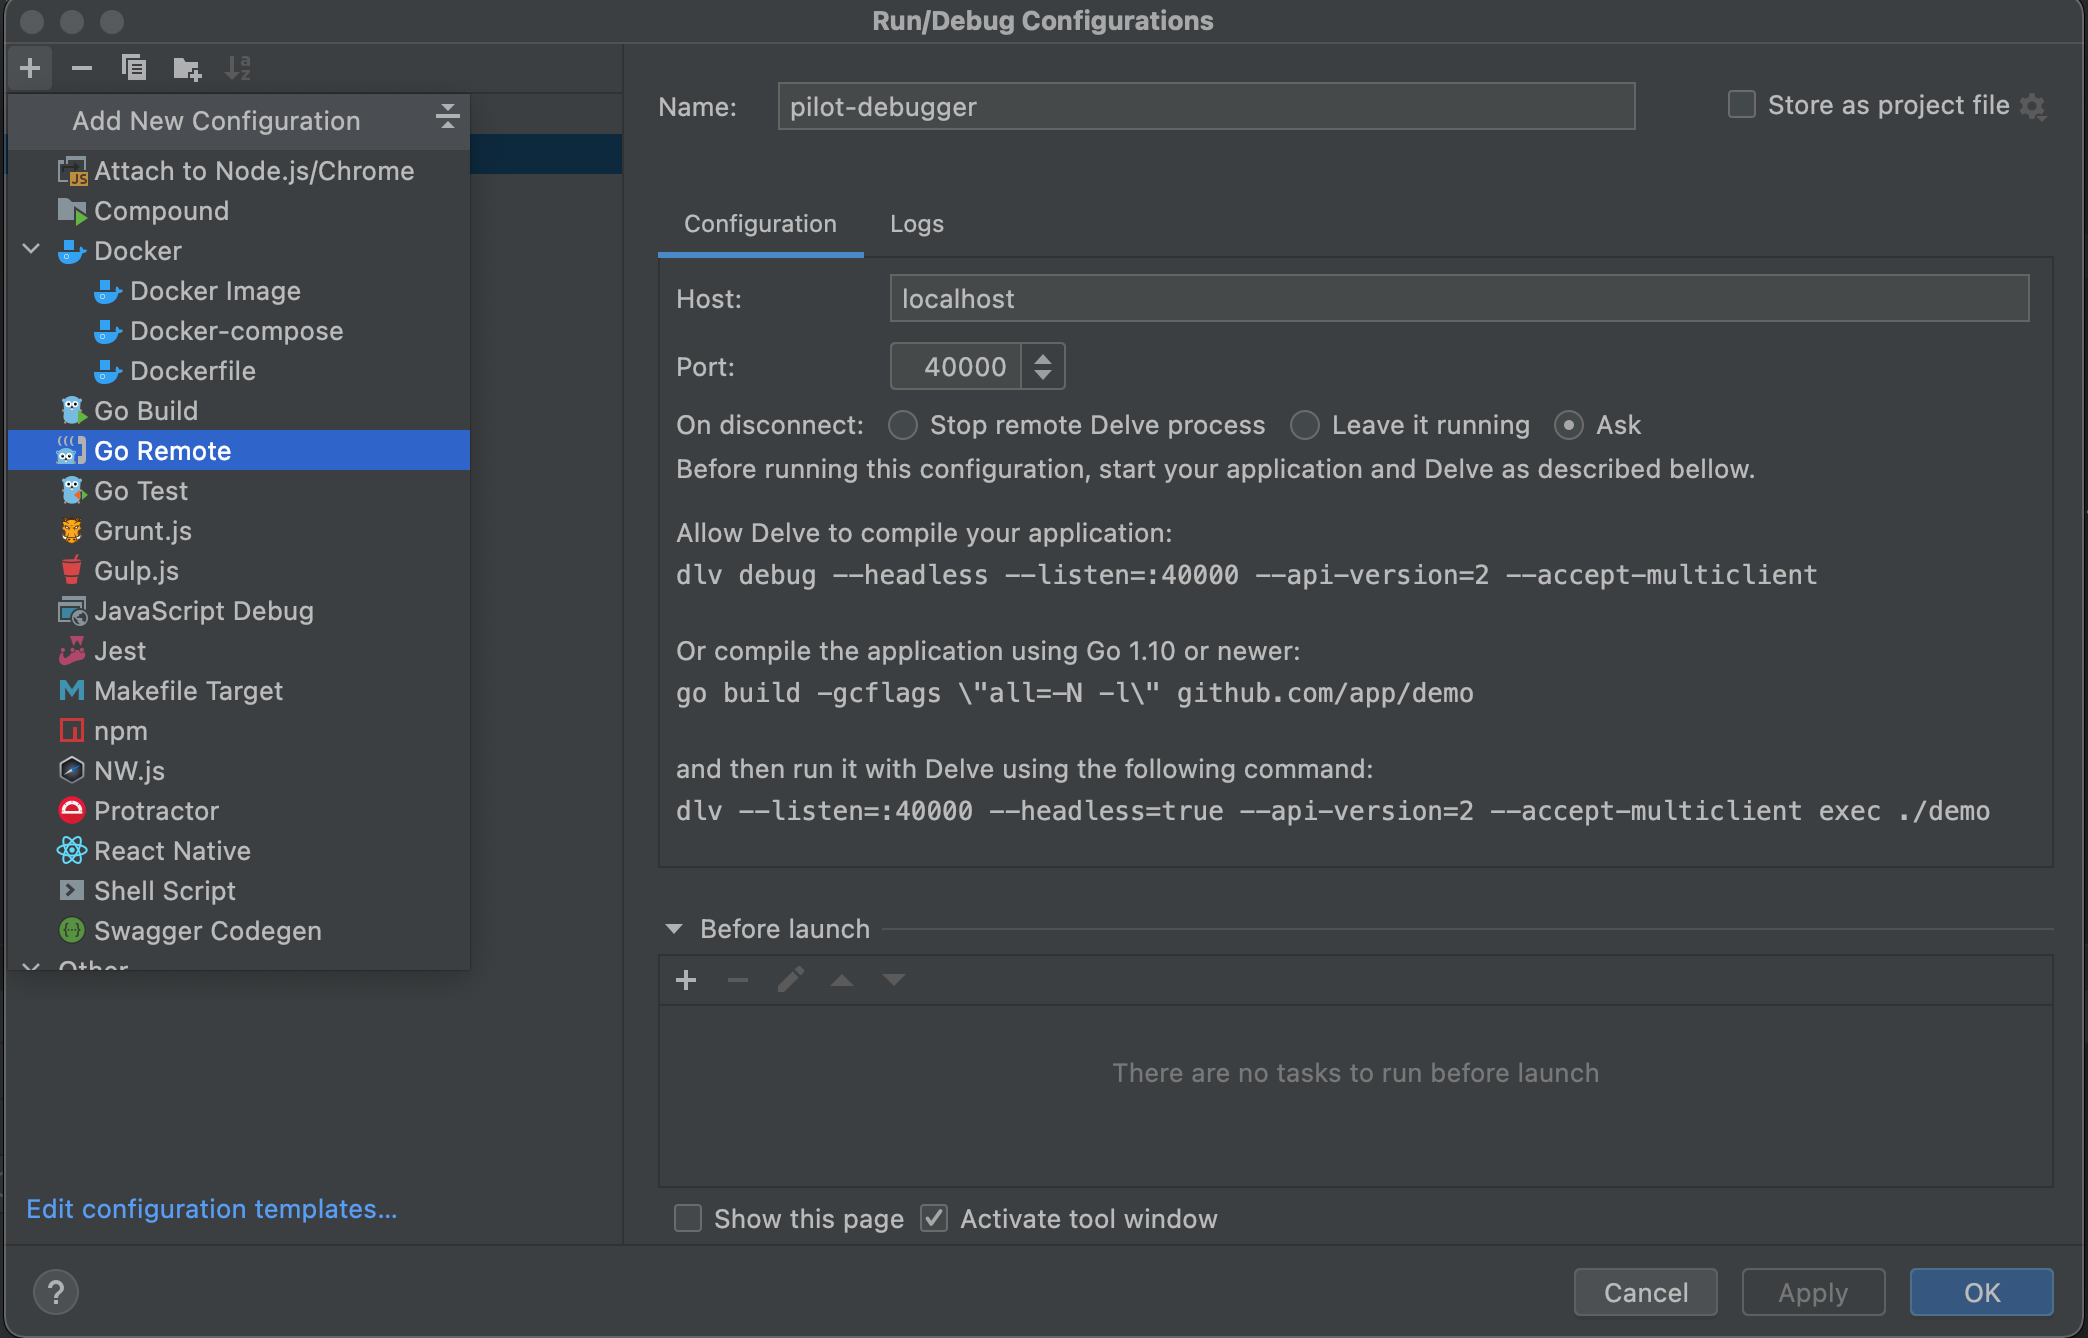 Run/Debug Configurations
Add New Configuration
Attach to Node.js/Chrome
Compound
Docker
Docker Image
Docker-compose
Dockerfile
Go Build
Go Remote
Go Test
Grunt.js
Gulp.js
JavaScript Debug
Jest
Makefile Target
npm
NW.js
Protractor
React Native
Shell Script
Swagger Codegen
Other
Edit configuration templates...
Name: pilot-debugger
Store as project file
Configuration Logs
Host: localhost
Port: 40000
On disconnect: Stop remote Delve process Leave it running Ask
Before running this configuration, start your application and Delve as described bellow.
Allow Delve to compile your application:
dlv debug --headless --listen=:40000 --api-version=2 --accept-multiclient
Or compile the application using Go 1.10 or newer:
go build -gcflags \"all=-N -l\" github.com/app/demo
and then run it with Delve using the following command:
dlv --listen=:40000 --headless=true --api-version=2 --accept-multiclient exec ./demo
Before launch
There are no tasks to run before launch
Show this page Activate tool window
? Cancel Apply OK